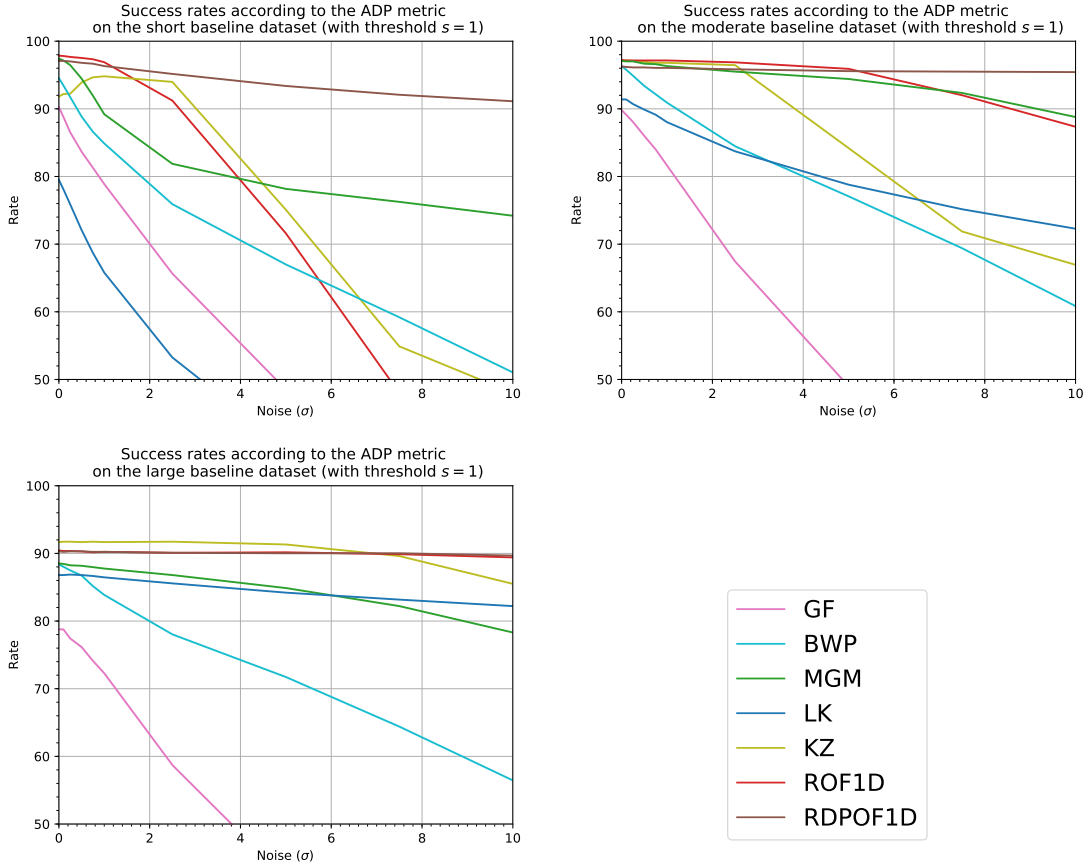 Success rates according to the ADP metric
on the short baseline dataset (with threshold s = 1)
100
90
80
70
60
50
Rate
0 2 4 6 8 10
Noise (σ)
Success rates according to the ADP metric
on the moderate baseline dataset (with threshold s = 1)
100
90
80
70
60
50
Rate
0 2 4 6 8 10
Noise (σ)
Success rates according to the ADP metric
on the large baseline dataset (with threshold s = 1)
100
90
80
70
60
50
Rate
0 2 4 6 8 10
Noise (σ)
GF
BWP
MGM
LK
KZ
ROF1D
RDPOF1D